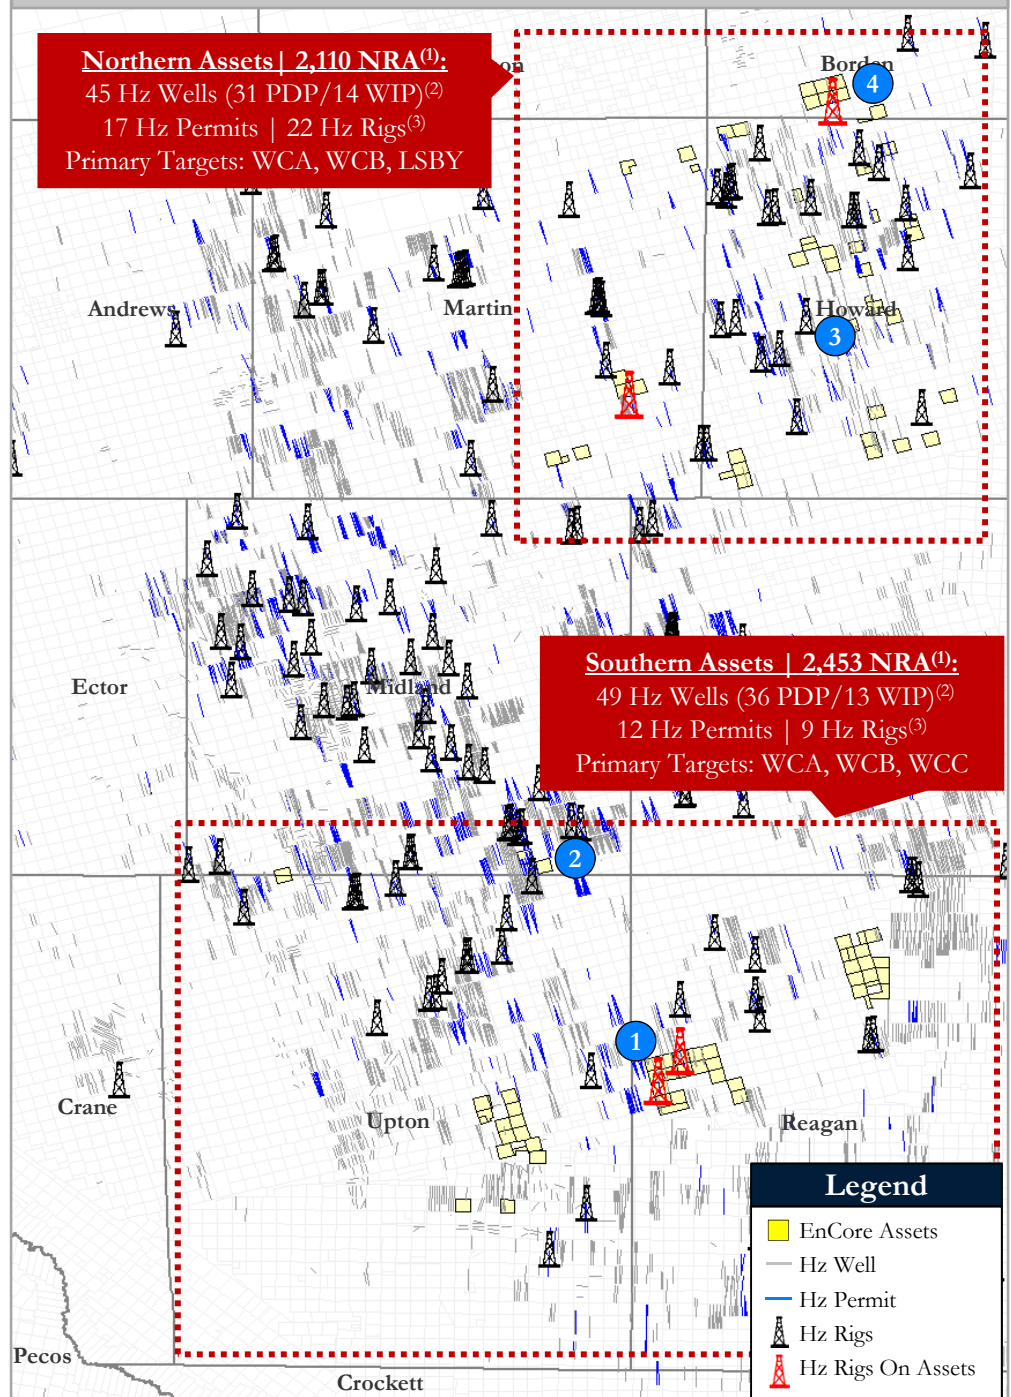 Northern Assets | 2,110 NRA(1):
45 Hz Wells (31 PDP/14 WIP)(2)
17 Hz Permits | 22 Hz Rigs(3)
Primary Targets: WCA, WCB, LSBY
Borden
4
Andrews
Martin
Howard
3
Southern Assets | 2,453 NRA(1):
49 Hz Wells (36 PDP/13 WIP)(2)
12 Hz Permits | 9 Hz Rigs(3)
Primary Targets: WCA, WCB, WCC
Ector
Midland
2
1
Crane
Upton
Reagan
Legend
EnCore Assets
Hz Well
Hz Permit
Hz Rigs
Hz Rigs On Assets
Pecos
Crockett